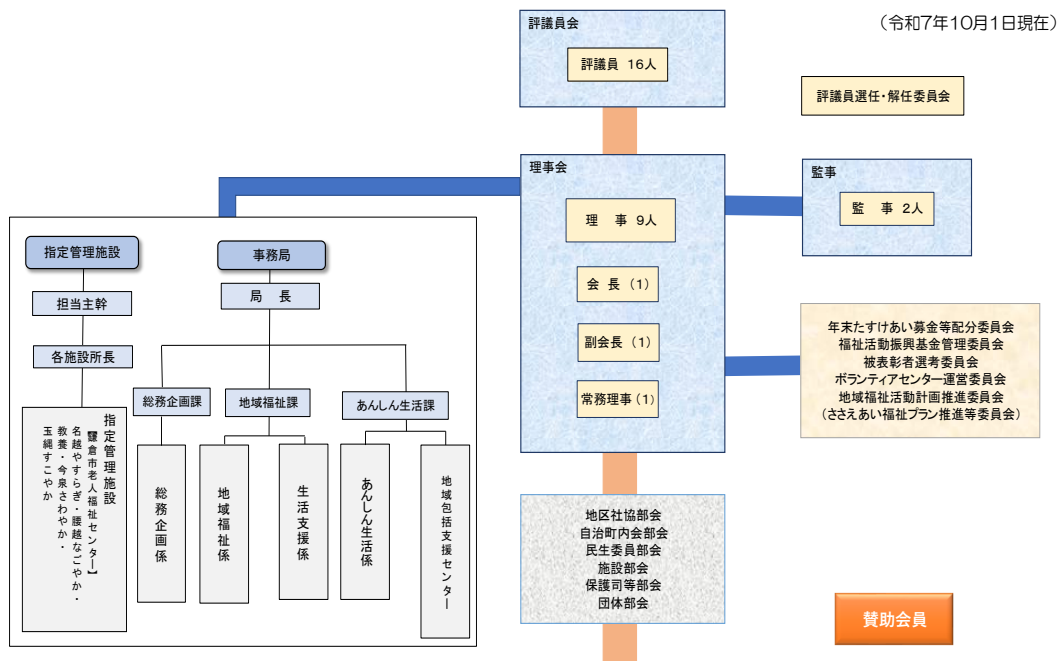 （令和7年10月1日現在）
評議員会
評議員 16人
評議員選任・解任委員会
理事会
理　事 9人
会 長 （1）
副会長 （1）
常務理事（1）
監事
監　事 2人
年末たすけあい募金等配分委員会
福祉活動振興基金管理委員会
被表彰者選考委員会
ボランティアセンター運営委員会
地域福祉活動計画推進委員会
（ささえあい福祉プラン推進等委員会）
指定管理施設
担当主幹
各施設所長
指定管理施設
【鎌倉市老人福祉センター】
名越やすらぎ・腰越なごやか・
教養・今泉さわやか・
玉縄すこやか
事務局
局　長
総務企画課
地域福祉課
あんしん生活課
総務企画係
地域福祉係
生活支援係
あんしん生活係
地域包括支援センター
地区社協部会
自治町内会部会
民生委員部会
施設部会
保護司等部会
団体部会
賛助会員